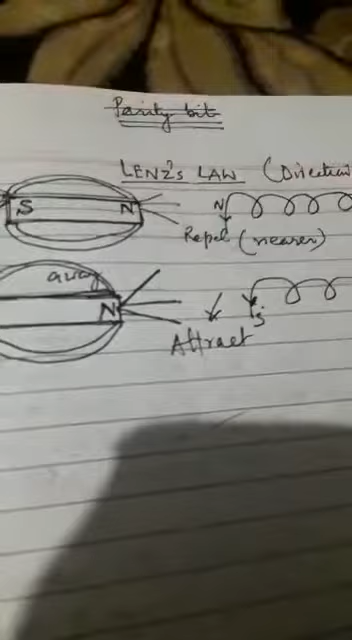 Parity bit
LENZ's LAW (Direction
S N N
Repel (nearer)
away
N S
Attract